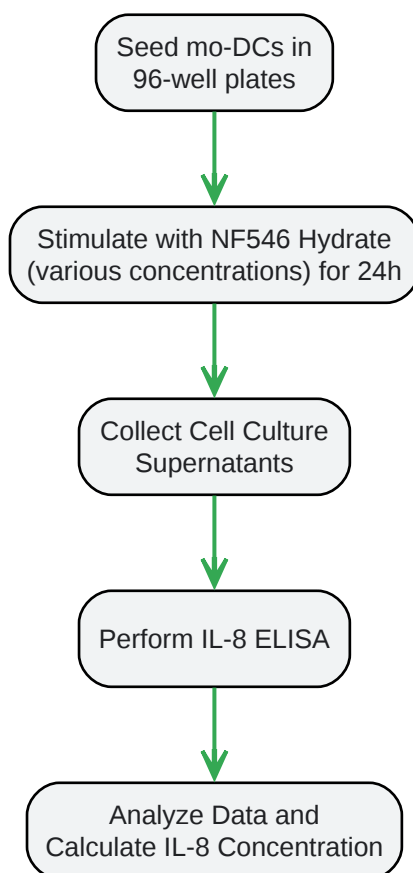 Seed mo-DCs in
96-well plates
Stimulate with NF546 Hydrate
(various concentrations) for 24h
Collect Cell Culture
Supernatants
Perform IL-8 ELISA
Analyze Data and
Calculate IL-8 Concentration